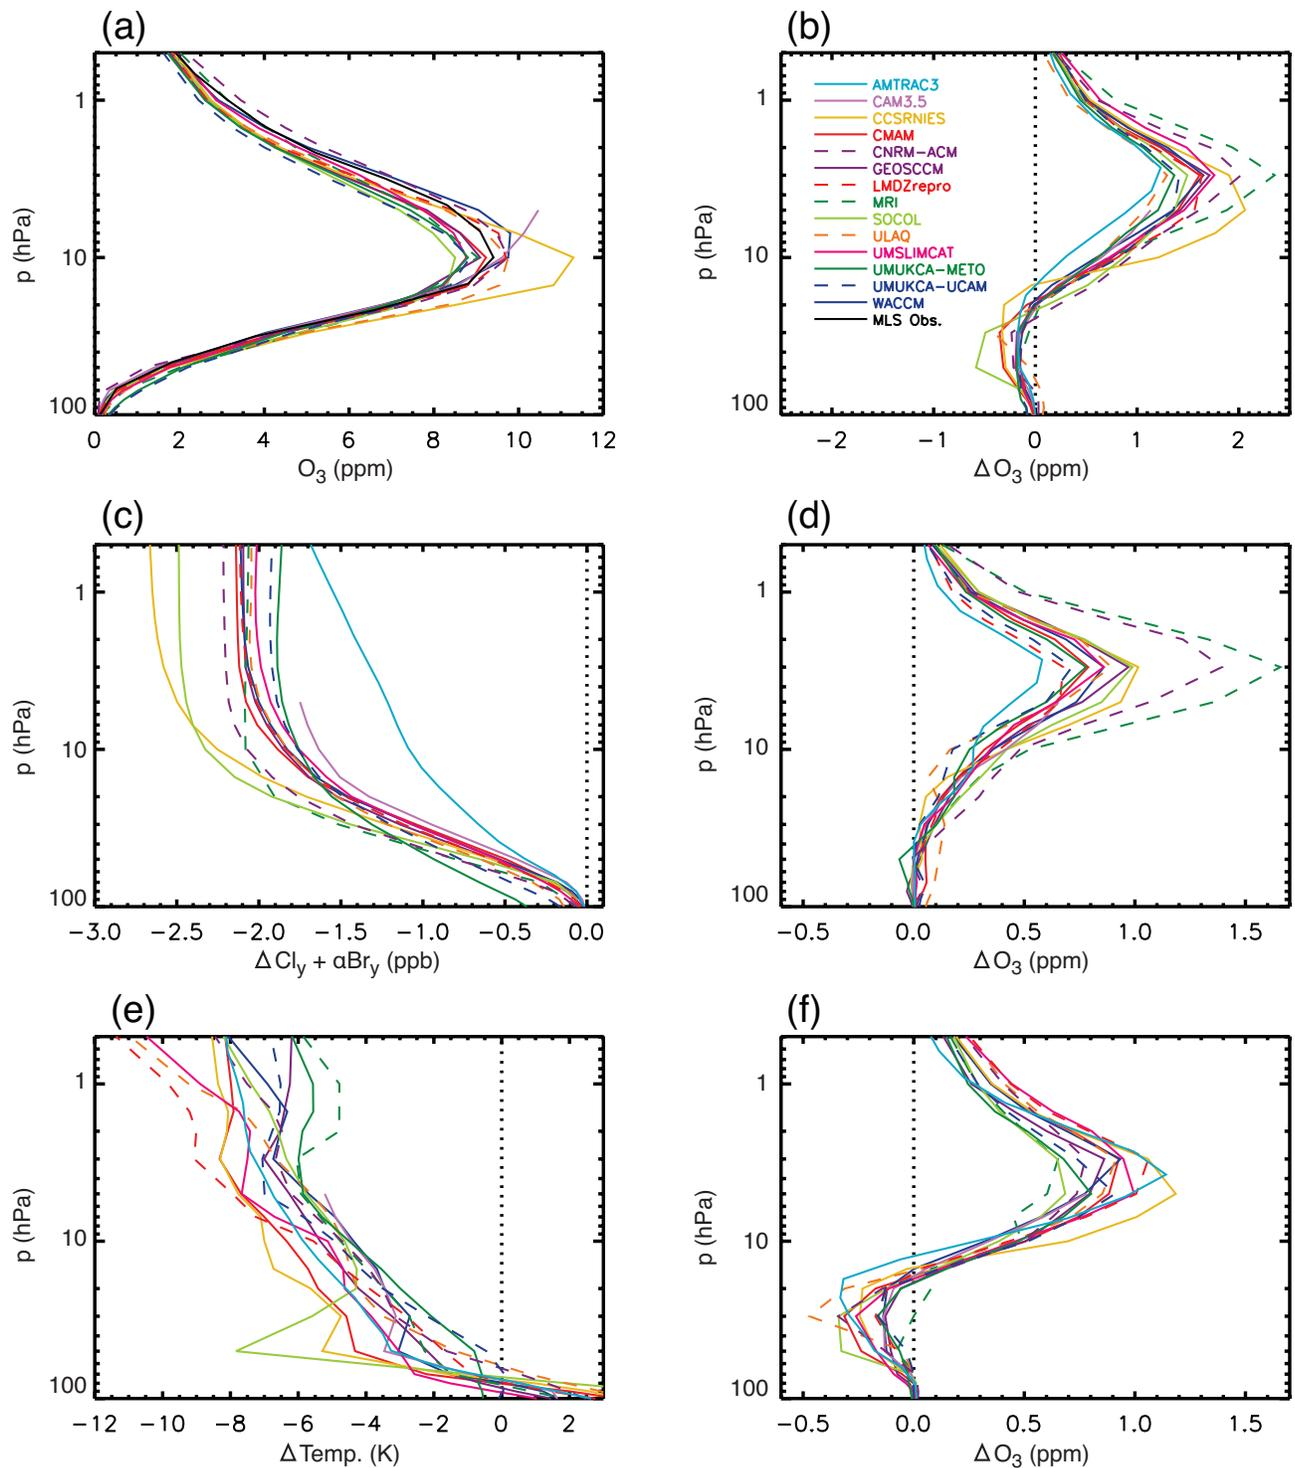 (a)
1
10
100
p (hPa)
0 2 4 6 8 10 12
O3 (ppm)
(b)
AMTRAC3
CAM3.5
CCSRNIES
CMAM
CNRM-ACM
GEOSCCM
LMDZrepro
MRI
SOCOL
ULAQ
UMSLIMCAT
UMUKCA-METO
UMUKCA-UCAM
WACCM
MLS Obs.
1
10
100
p (hPa)
-2 -1 0 1 2
ΔO3 (ppm)
(c)
1
10
100
p (hPa)
-3.0 -2.5 -2.0 -1.5 -1.0 -0.5 0.0
ΔCly + αBry (ppb)
(d)
1
10
100
p (hPa)
-0.5 0.0 0.5 1.0 1.5
ΔO3 (ppm)
(e)
1
10
100
p (hPa)
-12 -10 -8 -6 -4 -2 0 2
ΔTemp. (K)
(f)
1
10
100
p (hPa)
-0.5 0.0 0.5 1.0 1.5
ΔO3 (ppm)